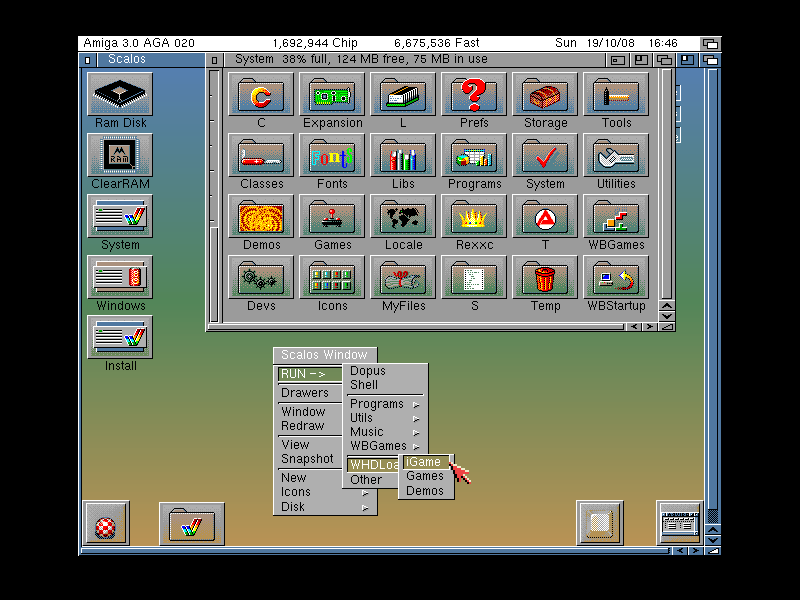 Amiga 3.0 AGA 020 1,692,944 Chip 6,675,536 Fast Sun 19/10/08 16:46
Scalos
System 38% full, 124 MB free, 75 MB in use
Ram Disk
RAM
ClearRAM
System
Windows
Install
C Expansion L Prefs Storage Tools
Font!
Classes Fonts Libs Programs System Utilities
Demos Games Locale Rexxc T WBGames
Devs Icons MyFiles S Temp WBStartup
Scalos Window
RUN ->
Drawers
Window
Redraw
View
Snapshot
New
Icons
Disk
Dopus
Shell
Programs
Utils
Music
WBGames
WHDLoa
Other
iGame
Games
Demos